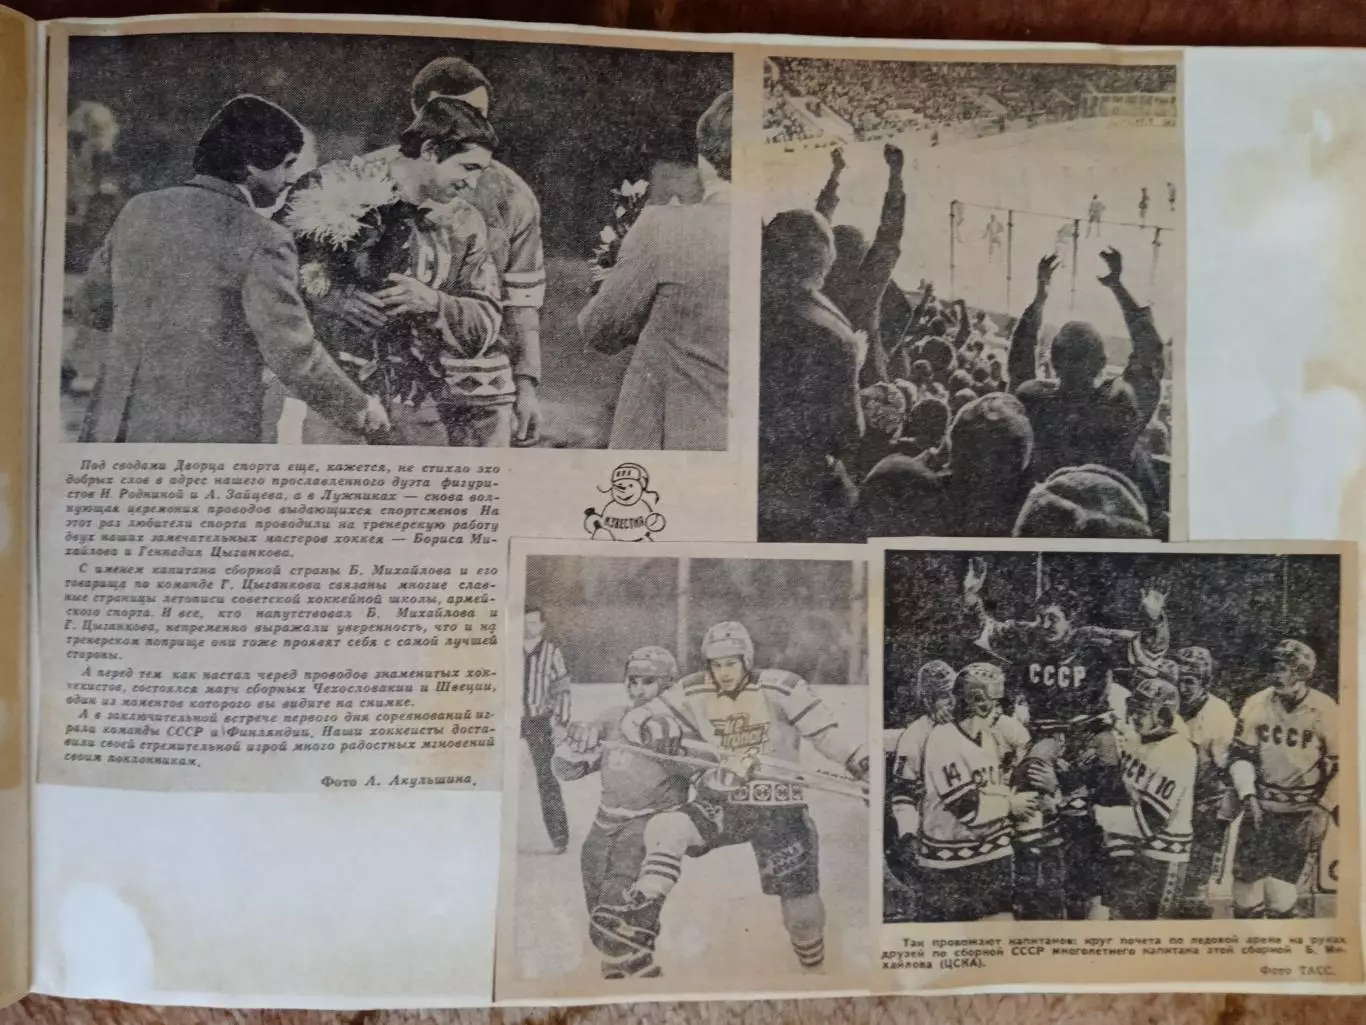 Под сводами Дворца спорта еще, кажется, не стихло эхо
добрых слов в адрес нашего прославленного дуэта фигури-
стов И. Родниной и А. Зайцева, а в Лужниках — снова вол-
нующая церемония проводов выдающихся спортсменов На
этот раз любители спорта проводили на тренерскую работу
двух наших замечательных мастеров хоккея — Бориса Ми-
хайлова и Геннадия Цыганкова.
С именем капитана сборной страны Б. Михайлова и его
товарища по команде Г. Цыганкова связаны многие слав-
ные страницы летописи советской хоккейной школы, армей-
ского спорта. И все, кто напутствовал Б. Михайлова и
Г. Цыганкова, непременно выражали уверенность, что и на
тренерском поприще они тоже проявят себя с самой лучшей
стороны.
А перед тем как настал черед проводов знаменитых хок-
кеистов, состоялся матч сборных Чехословакии и Швеции,
один из моментов которого вы видите на снимке.
А в заключительной встрече первого дня соревнований иг-
рали команды СССР и Финляндии. Наши хоккеисты доста-
вили своей стремительной игрой много радостных мгновений
своим поклонникам.
Фото А. Акульшина.
ИЗВЕСТИЯ
СССР
14
СССР
10
СССР
Так провожают капитанов: круг почета по ледовой арене на руках
друзей по сборной СССР многолетнего капитана этой сборной Б. Ми-
хайлова (ЦСКА).
Фото ТАСС.